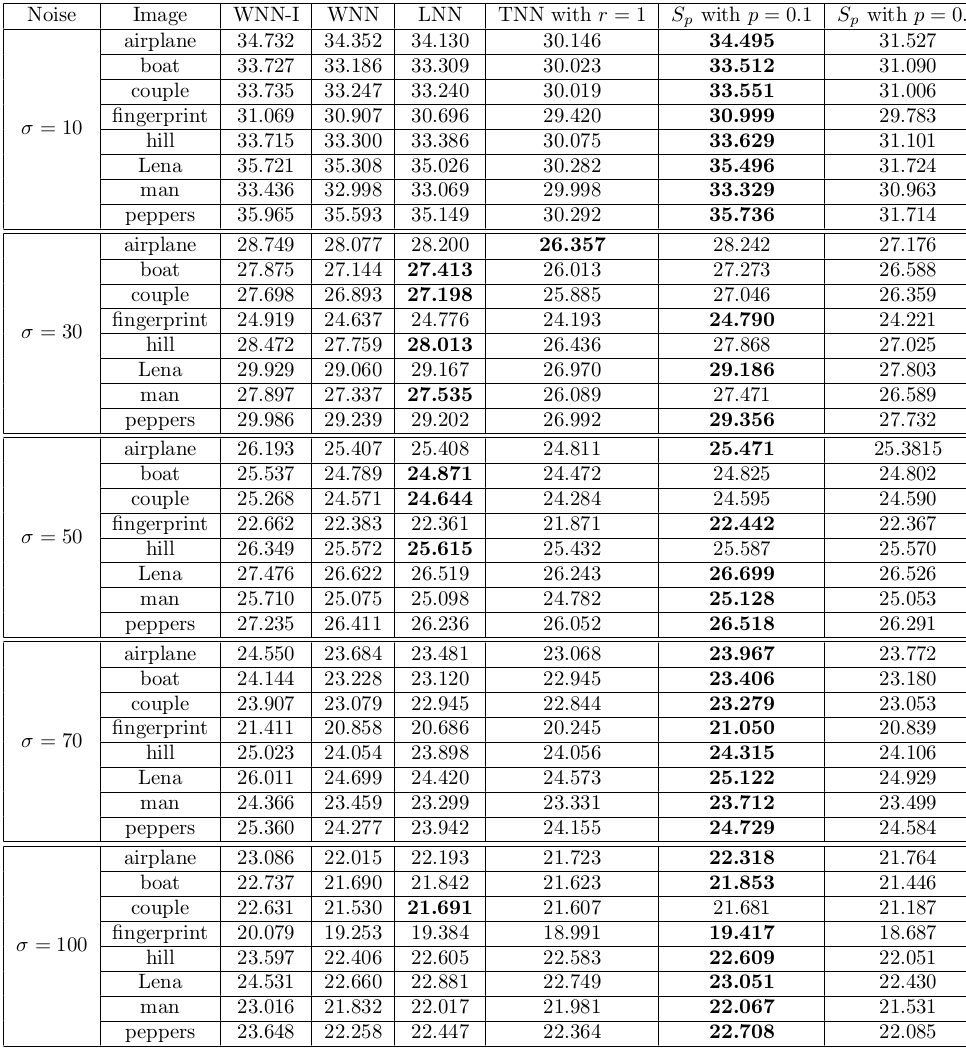 Noise Image WNN-I WNN LNN TNN with r = 1 S_p with p = 0.1 S_p with p = 0.
σ = 10
airplane 34.732 34.352 34.130 30.146 34.495 31.527
boat 33.727 33.186 33.309 30.023 33.512 31.090
couple 33.735 33.247 33.240 30.019 33.551 31.006
fingerprint 31.069 30.907 30.696 29.420 30.999 29.783
hill 33.715 33.300 33.386 30.075 33.629 31.101
Lena 35.721 35.308 35.026 30.282 35.496 31.724
man 33.436 32.998 33.069 29.998 33.329 30.963
peppers 35.965 35.593 35.149 30.292 35.736 31.714
σ = 30
airplane 28.749 28.077 28.200 26.357 28.242 27.176
boat 27.875 27.144 27.413 26.013 27.273 26.588
couple 27.698 26.893 27.198 25.885 27.046 26.359
fingerprint 24.919 24.637 24.776 24.193 24.790 24.221
hill 28.472 27.759 28.013 26.436 27.868 27.025
Lena 29.929 29.060 29.167 26.970 29.186 27.803
man 27.897 27.337 27.535 26.089 27.471 26.589
peppers 29.986 29.239 29.202 26.992 29.356 27.732
σ = 50
airplane 26.193 25.407 25.408 24.811 25.471 25.3815
boat 25.537 24.789 24.871 24.472 24.825 24.802
couple 25.268 24.571 24.644 24.284 24.595 24.590
fingerprint 22.662 22.383 22.361 21.871 22.442 22.367
hill 26.349 25.572 25.615 25.432 25.587 25.570
Lena 27.476 26.622 26.519 26.243 26.699 26.526
man 25.710 25.075 25.098 24.782 25.128 25.053
peppers 27.235 26.411 26.236 26.052 26.518 26.291
σ = 70
airplane 24.550 23.684 23.481 23.068 23.967 23.772
boat 24.144 23.228 23.120 22.945 23.406 23.180
couple 23.907 23.079 22.945 22.844 23.279 23.053
fingerprint 21.411 20.858 20.686 20.245 21.050 20.839
hill 25.023 24.054 23.898 24.056 24.315 24.106
Lena 26.011 24.699 24.420 24.573 25.122 24.929
man 24.366 23.459 23.299 23.331 23.712 23.499
peppers 25.360 24.277 23.942 24.155 24.729 24.584
σ = 100
airplane 23.086 22.015 22.193 21.723 22.318 21.764
boat 22.737 21.690 21.842 21.623 21.853 21.446
couple 22.631 21.530 21.691 21.607 21.681 21.187
fingerprint 20.079 19.253 19.384 18.991 19.417 18.687
hill 23.597 22.406 22.605 22.583 22.609 22.051
Lena 24.531 22.660 22.881 22.749 23.051 22.430
man 23.016 21.832 22.017 21.981 22.067 21.531
peppers 23.648 22.258 22.447 22.364 22.708 22.085